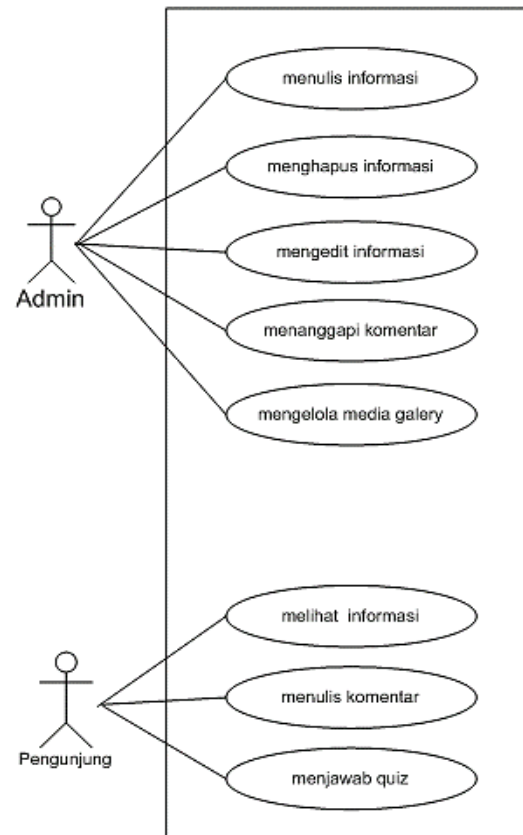 menulis informasi
menghapus informasi
mengedit informasi
menanggapi komentar
mengelola media galery
Admin
melihat informasi
menulis komentar
menjawab quiz
Pengunjung